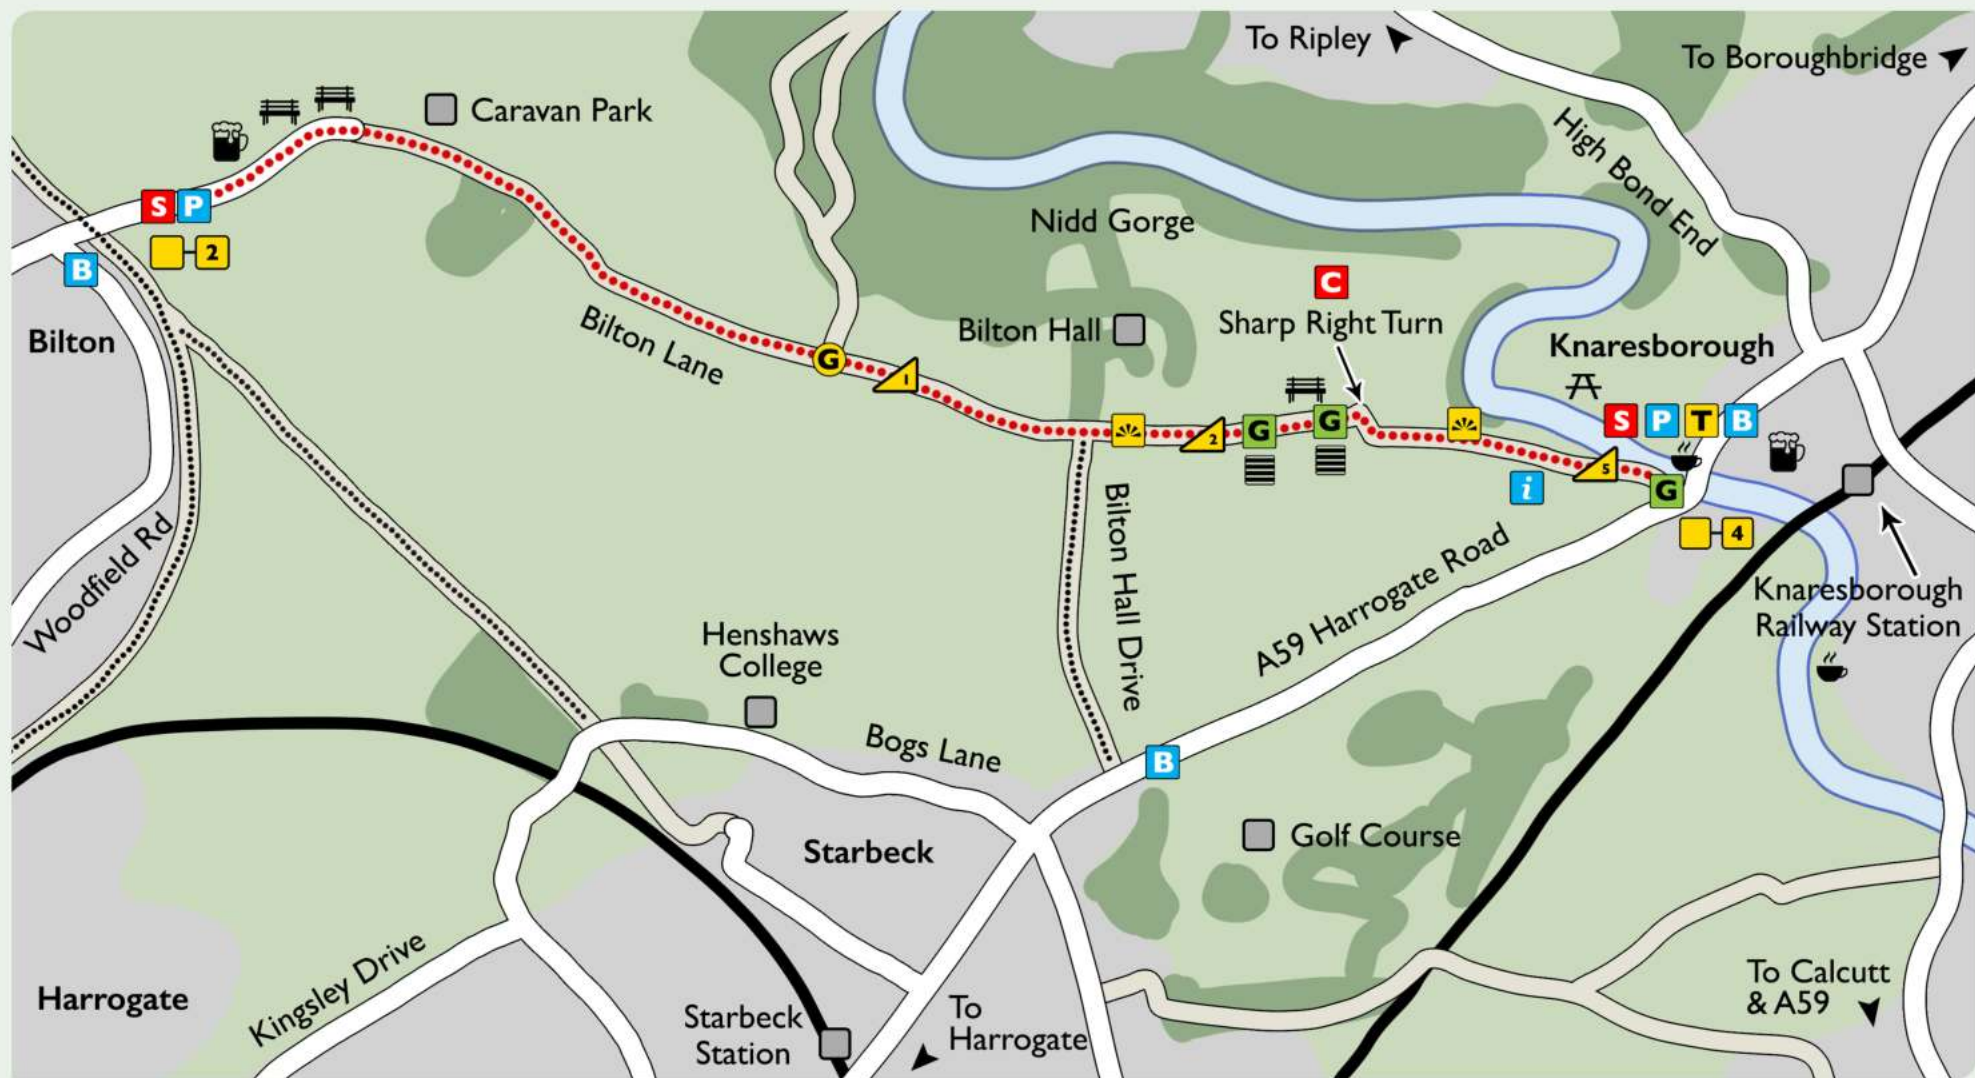 To Ripley
To Boroughbridge
Caravan Park
High Bond End
S P
2
B
Nidd Gorge
C
Sharp Right Turn
Bilton
Bilton Lane
Bilton Hall
Knaresborough
G
1
2
G
G
S P T B
5
G
i
4
Woodfield Rd
Bilton Hall Drive
A59 Harrogate Road
Knaresborough
Railway Station
Henshaws
College
Bogs Lane
B
Starbeck
Golf Course
Harrogate
Kingsley Drive
Starbeck
Station
To
Harrogate
To Calcutt
& A59